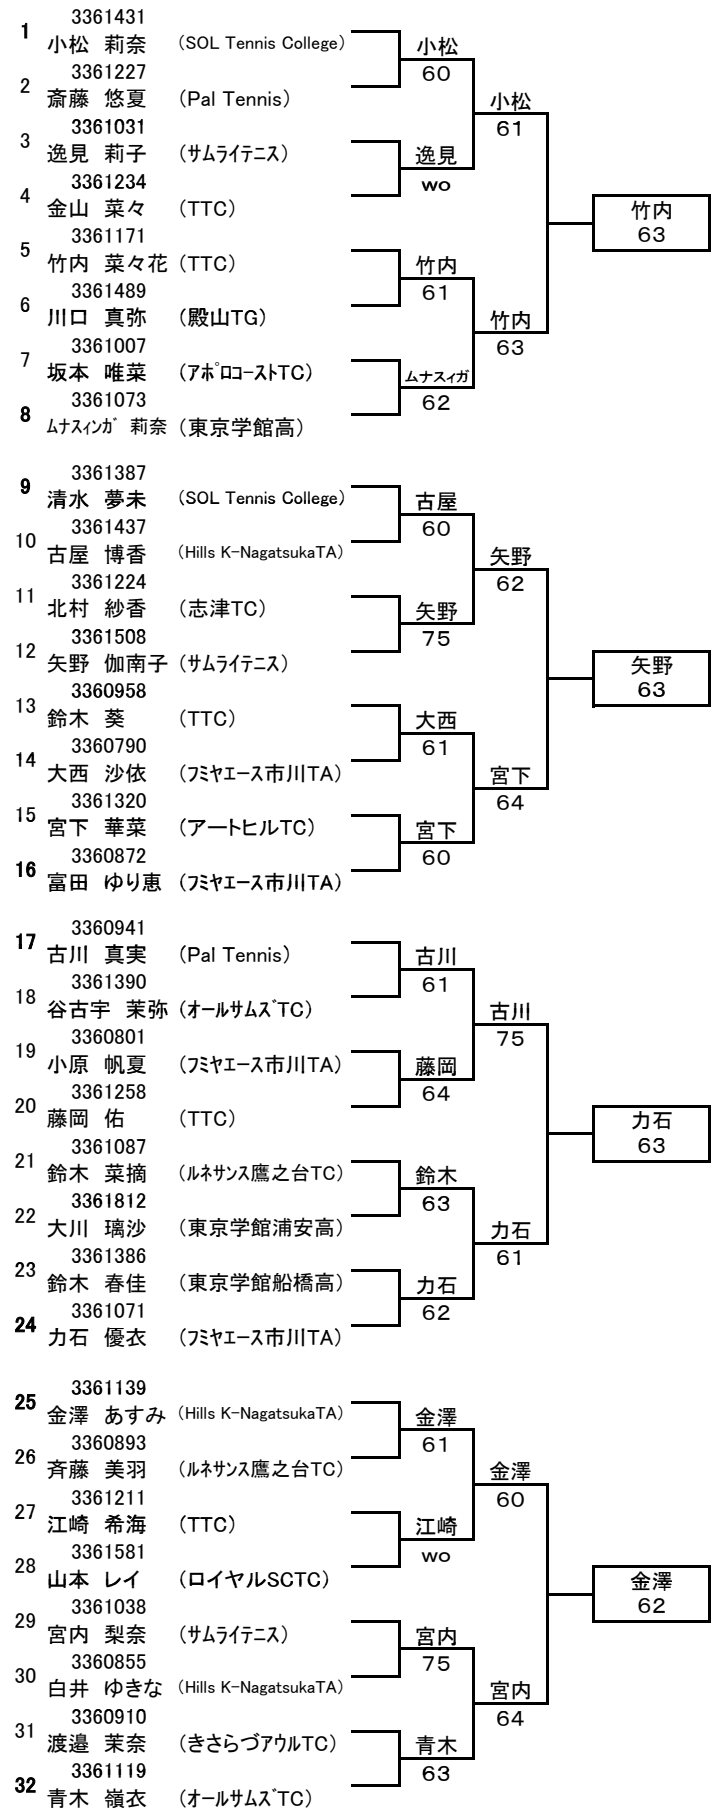 3361431
1 小松 莉奈 (SOL Tennis College)
小松
60
3361227
2 斎藤 悠夏 (Pal Tennis)
小松
61
3361031
3 逸見 莉子 (サムライテニス)
逸見
wo
3361234
4 金山 菜々 (TTC)
竹内
63
3361171
5 竹内 菜々花 (TTC)
竹内
61
3361489
6 川口 真弥 (殿山TG)
竹内
63
3361007
7 坂本 唯菜 (アポロコーストTC)
ムナスィガ
62
3361073
8 ムナスィンガ 莉奈 (東京学館高)
3361387
9 清水 夢未 (SOL Tennis College)
古屋
60
3361437
10 古屋 博香 (Hills K-NagatsukaTA)
矢野
62
3361224
11 北村 紗香 (志津TC)
矢野
75
3361508
12 矢野 伽南子 (サムライテニス)
矢野
63
3360958
13 鈴木 葵 (TTC)
大西
61
3360790
14 大西 沙依 (フミヤエース市川TA)
宮下
64
3361320
15 宮下 華菜 (アートヒルTC)
宮下
60
3360872
16 富田 ゆり恵 (フミヤエース市川TA)
3360941
17 古川 真実 (Pal Tennis)
古川
61
3361390
18 谷古宇 茉弥 (オールサムズTC)
古川
75
3360801
19 小原 帆夏 (フミヤエース市川TA)
藤岡
64
3361258
20 藤岡 佑 (TTC)
力石
63
3361087
21 鈴木 菜摘 (ルネサンス鷹之台TC)
鈴木
63
3361812
22 大川 璃沙 (東京学館浦安高)
力石
61
3361386
23 鈴木 春佳 (東京学館船橋高)
力石
62
3361071
24 力石 優衣 (フミヤエース市川TA)
3361139
25 金澤 あすみ (Hills K-NagatsukaTA)
金澤
61
3360893
26 斉藤 美羽 (ルネサンス鷹之台TC)
金澤
60
3361211
27 江崎 希海 (TTC)
江崎
wo
3361581
28 山本 レイ (ロイヤルSCTC)
金澤
62
3361038
29 宮内 梨奈 (サムライテニス)
宮内
75
3360855
30 白井 ゆきな (Hills K-NagatsukaTA)
宮内
64
3360910
31 渡邉 茉奈 (きさらづアウルTC)
青木
63
3361119
32 青木 嶺衣 (オールサムズTC)